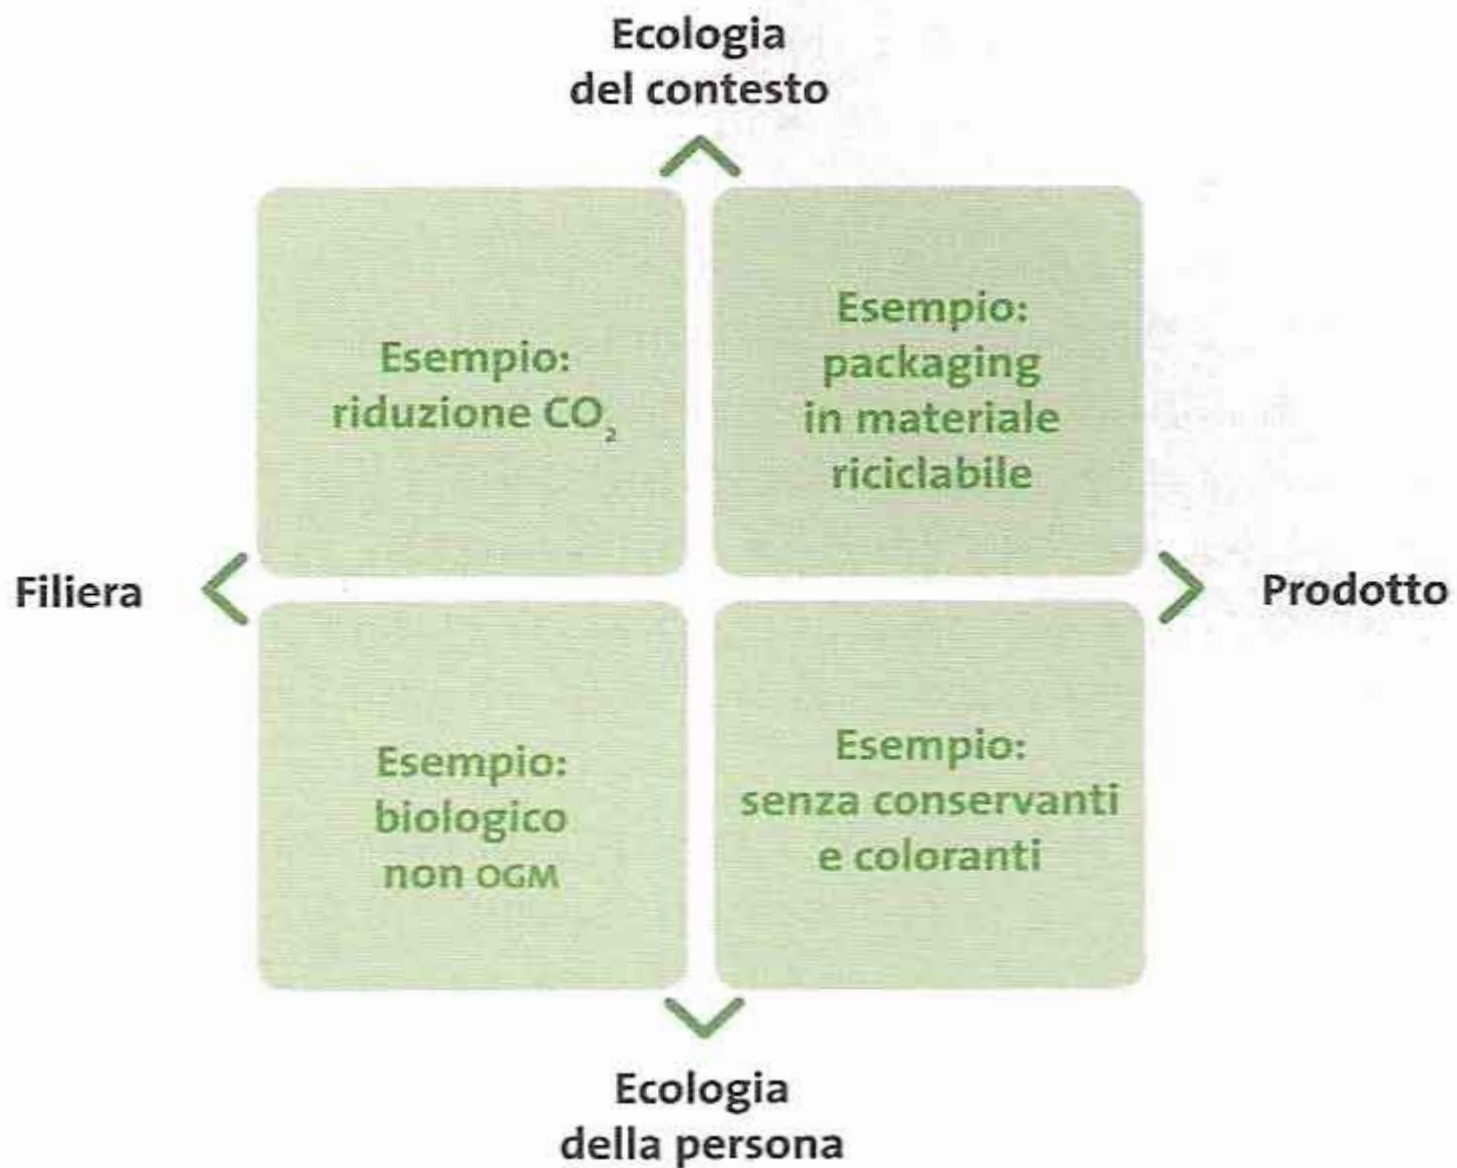 Ecologia
del contesto
Esempio:
riduzione CO₂
Esempio:
packaging
in materiale
riciclabile
Filiera
Prodotto
Esempio:
biologico
non OGM
Esempio:
senza conservanti
e coloranti
Ecologia
della persona